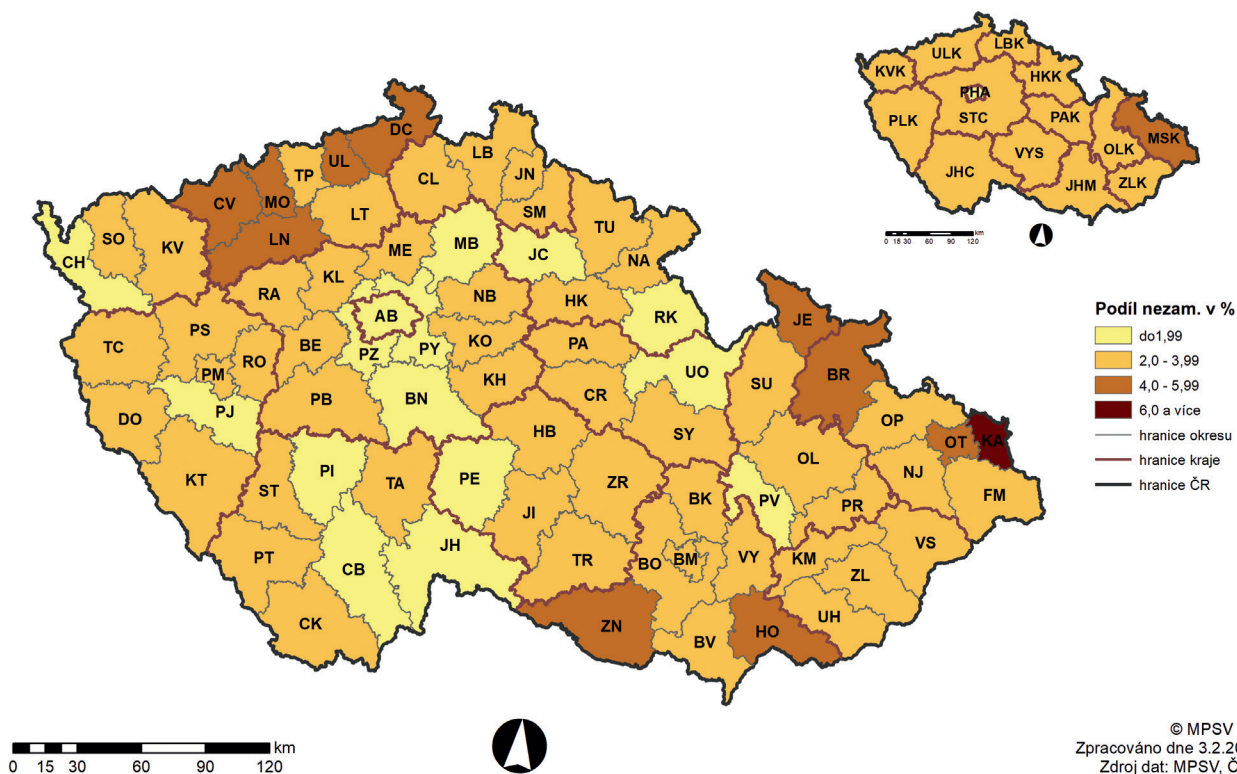 DC
UL
TP
LB
JN
CL
CV
MO
LT
SM
LN
TU
SO
KV
MB
CH
ME
JC
NA
KL
RA
NB
HK
AB
RK
PS
TC
BE
PZ
PY
KO
PA
RO
PM
UO
JE
KH
SU
BR
PB
BN
CR
PJ
DO
HB
SY
OP
OT
KA
KT
PI
ST
TA
PE
ZR
OL
NJ
FM
BK
PV
PR
JI
VS
JH
PT
CB
TR
BO
BM
VY
KM
ZL
CK
ZN
BV
HO
UH
ULK
LBK
KVK
HKK
PHA
PLK
STC
PAK
MSK
OLK
VYS
JHC
JHM
ZLK
0 15 30 60 90 120 km
Podíl nezam. v %
do1,99
2,0 - 3,99
4,0 - 5,99
6,0 a více
hranice okresu
hranice kraje
hranice ČR
km
0 15 30 60 90 120
© MPSV
Zpracováno dne 3.2.20
Zdroj dat: MPSV, Č